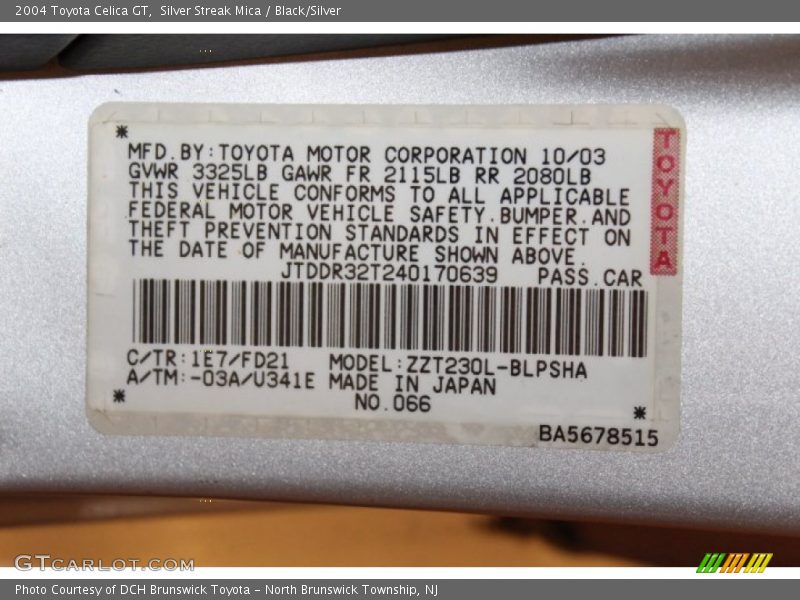 2004 Toyota Celica GT,  Silver Streak Mica / Black/Silver
MFD.BY:TOYOTA MOTOR CORPORATION 10/03
GVWR 3325LB GAWR FR 2115LB RR 2080LB
THIS VEHICLE CONFORMS TO ALL APPLICABLE
FEDERAL MOTOR VEHICLE SAFETY.BUMPER.AND
THEFT PREVENTION STANDARDS IN EFFECT ON
THE DATE OF MANUFACTURE SHOWN ABOVE.
JTDDR32T240170639 PASS.CAR
TOYOTA
C/TR:1E7/FD21 MODEL:ZZT230L-BLPSHA
A/TM:-03A/U341E MADE IN JAPAN
NO.066
BA5678515
GTCARLOT.COM
Photo Courtesy of DCH Brunswick Toyota - North Brunswick Township, NJ